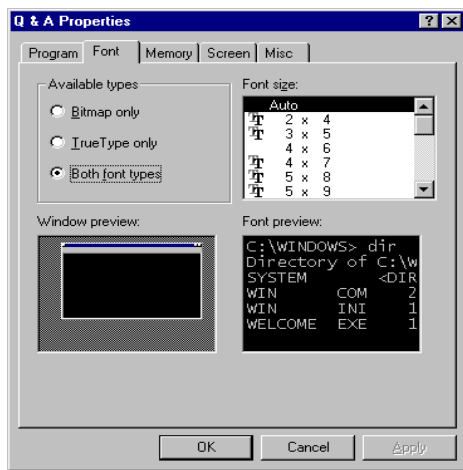 Q & A Properties
Program Font Memory Screen Misc
Available types
Bitmap only
TrueType only
Both font types
Font size:
Auto
2 x 4
3 x 5
4 x 6
4 x 7
5 x 8
5 x 9
Window preview:
Font preview:
C:\WINDOWS> dir
Directory of C:\W
SYSTEM <DIR
WIN COM 2
WIN INI 1
WELCOME EXE 1
OK Cancel Apply